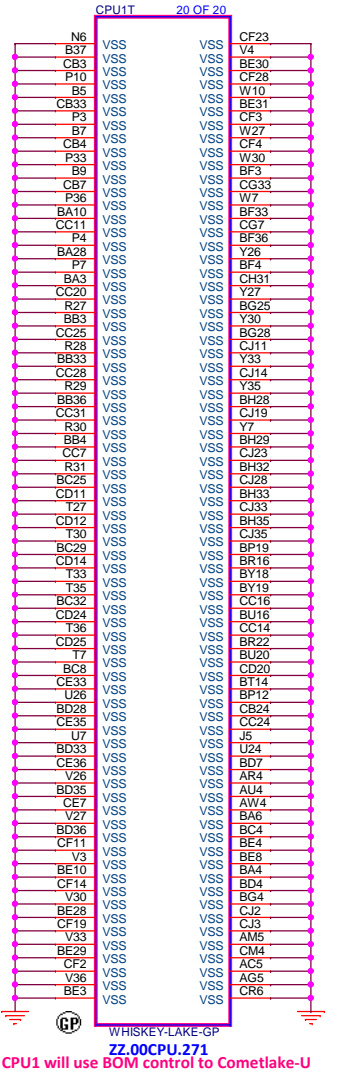 CPU1T 20 OF 20
N6 VSS VSS CF23
B37 VSS VSS V4
CB3 VSS VSS BE30
P10 VSS VSS CF28
B5 VSS VSS W10
CB33 VSS VSS BE31
P3 VSS VSS CF3
B7 VSS VSS W27
CB4 VSS VSS CF4
P33 VSS VSS W30
B9 VSS VSS BF3
CB7 VSS VSS CG33
P36 VSS VSS W7
BA10 VSS VSS BF33
CC11 VSS VSS CG7
P4 VSS VSS BF36
BA28 VSS VSS Y26
P7 VSS VSS BF4
BA3 VSS VSS CH31
CC20 VSS VSS Y27
R27 VSS VSS BG25
BB3 VSS VSS Y30
CC25 VSS VSS BG28
R28 VSS VSS CJ11
BB33 VSS VSS Y33
CC28 VSS VSS CJ14
R29 VSS VSS Y35
BB36 VSS VSS BH28
CC31 VSS VSS CJ19
R30 VSS VSS Y7
BB4 VSS VSS BH29
CC7 VSS VSS CJ23
R31 VSS VSS BH32
BC25 VSS VSS CJ28
CD11 VSS VSS BH33
T27 VSS VSS CJ33
CD12 VSS VSS BH35
T30 VSS VSS CJ35
BC29 VSS VSS BP19
CD14 VSS VSS BR16
T33 VSS VSS BY18
T35 VSS VSS BY19
BC32 VSS VSS CC16
CD24 VSS VSS BU16
T36 VSS VSS CC14
CD25 VSS VSS BR22
T7 VSS VSS BU20
BC8 VSS VSS CD20
CE33 VSS VSS BT14
U26 VSS VSS BP12
BD28 VSS VSS CB24
CE35 VSS VSS CC24
U7 VSS VSS J5
BD33 VSS VSS U24
CE36 VSS VSS BD7
V26 VSS VSS AR4
BD35 VSS VSS AU4
CE7 VSS VSS AW4
V27 VSS VSS BA6
BD36 VSS VSS BC4
CF11 VSS VSS BE4
V3 VSS VSS BE8
BE10 VSS VSS BA4
CF14 VSS VSS BD4
V30 VSS VSS BG4
BE28 VSS VSS CJ2
CF19 VSS VSS CJ3
V33 VSS VSS AM5
BE29 VSS VSS CM4
CF2 VSS VSS AC5
V36 VSS VSS AG5
BE3 VSS VSS CR6
GP
WHISKEY-LAKE-GP
ZZ.00CPU.271
CPU1 will use BOM control to Cometlake-U